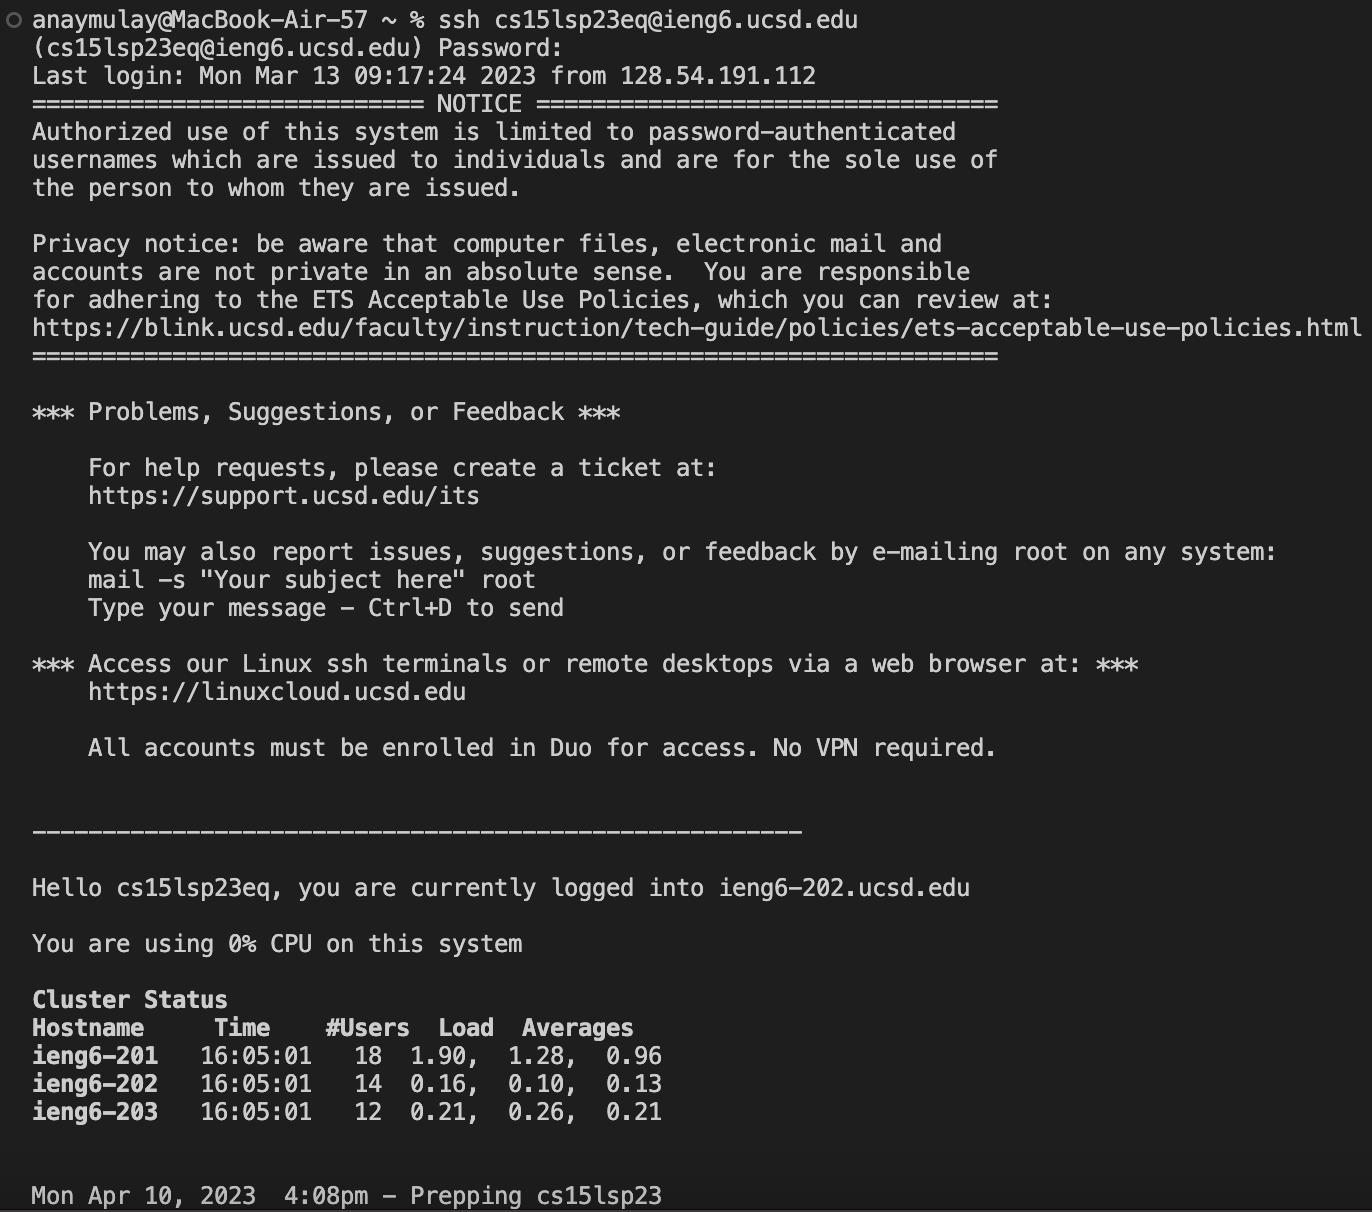 anaymulay@MacBook-Air-57 ~ % ssh cs15lsp23eq@ieng6.ucsd.edu
(cs15lsp23eq@ieng6.ucsd.edu) Password:
Last login: Mon Mar 13 09:17:24 2023 from 128.54.191.112
============================ NOTICE =================================
Authorized use of this system is limited to password-authenticated
usernames which are issued to individuals and are for the sole use of
the person to whom they are issued.

Privacy notice: be aware that computer files, electronic mail and
accounts are not private in an absolute sense.  You are responsible
for adhering to the ETS Acceptable Use Policies, which you can review at:
https://blink.ucsd.edu/faculty/instruction/tech-guide/policies/ets-acceptable-use-policies.html
=====================================================================

*** Problems, Suggestions, or Feedback ***

    For help requests, please create a ticket at:
    https://support.ucsd.edu/its

    You may also report issues, suggestions, or feedback by e-mailing root on any system:
    mail -s "Your subject here" root
    Type your message - Ctrl+D to send

*** Access our Linux ssh terminals or remote desktops via a web browser at: ***
    https://linuxcloud.ucsd.edu

    All accounts must be enrolled in Duo for access. No VPN required.


-------------------------------------------------------

Hello cs15lsp23eq, you are currently logged into ieng6-202.ucsd.edu

You are using 0% CPU on this system

Cluster Status
Hostname     Time    #Users  Load  Averages
ieng6-201   16:05:01   18  1.90,  1.28,  0.96
ieng6-202   16:05:01   14  0.16,  0.10,  0.13
ieng6-203   16:05:01   12  0.21,  0.26,  0.21


Mon Apr 10, 2023  4:08pm - Prepping cs15lsp23